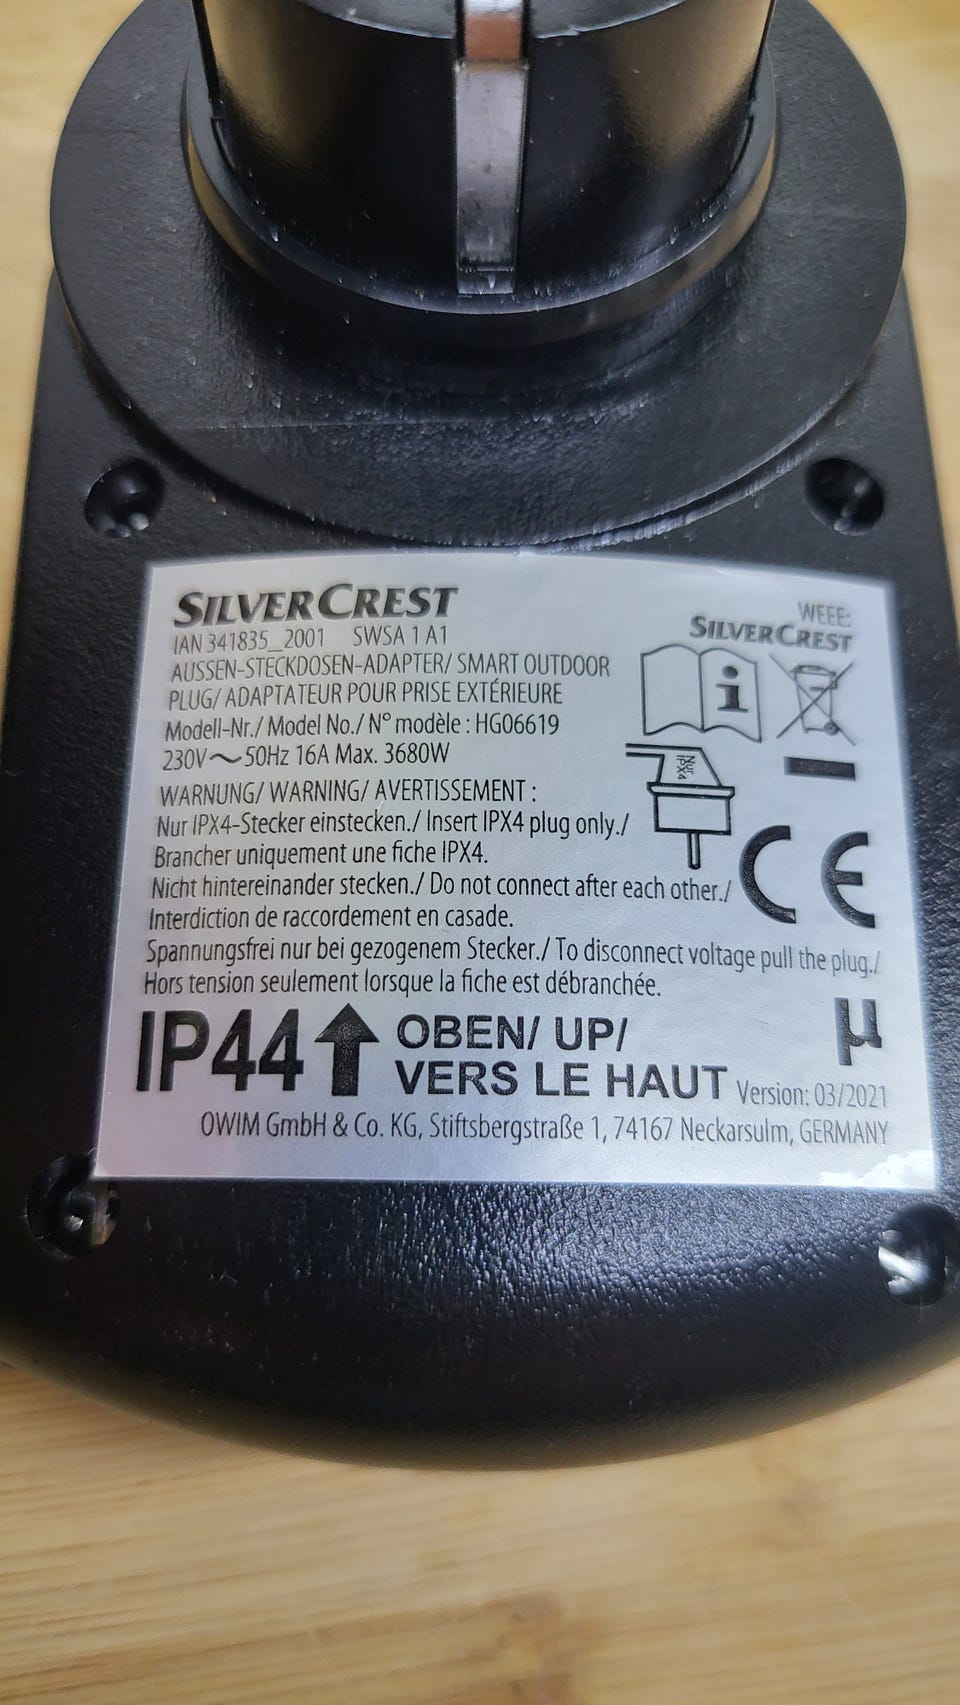 SILVERCREST
IAN 341835_2001 SWSA 1 A1
AUSSEN-STECKDOSEN-ADAPTER/ SMART OUTDOOR
PLUG/ ADAPTATEUR POUR PRISE EXTÉRIEURE
Modell-Nr./ Model No./ N° modèle : HG06619
230V~50Hz 16A Max. 3680W
WARNUNG/ WARNING/ AVERTISSEMENT :
Nur IPX4-Stecker einstecken./ Insert IPX4 plug only./
Brancher uniquement une fiche IPX4.
Nicht hintereinander stecken./ Do not connect after each other./
Interdiction de raccordement en casade.
Spannungsfrei nur bei gezogenem Stecker./ To disconnect voltage pull the plug./
Hors tension seulement lorsque la fiche est débranchée.
WEEE:
SILVERCREST
i
Nur
IPX4
CE
IP44 OBEN/ UP/
VERS LE HAUT
µ
Version: 03/2021
OWIM GmbH & Co. KG, Stiftsbergstraße 1, 74167 Neckarsulm, GERMANY